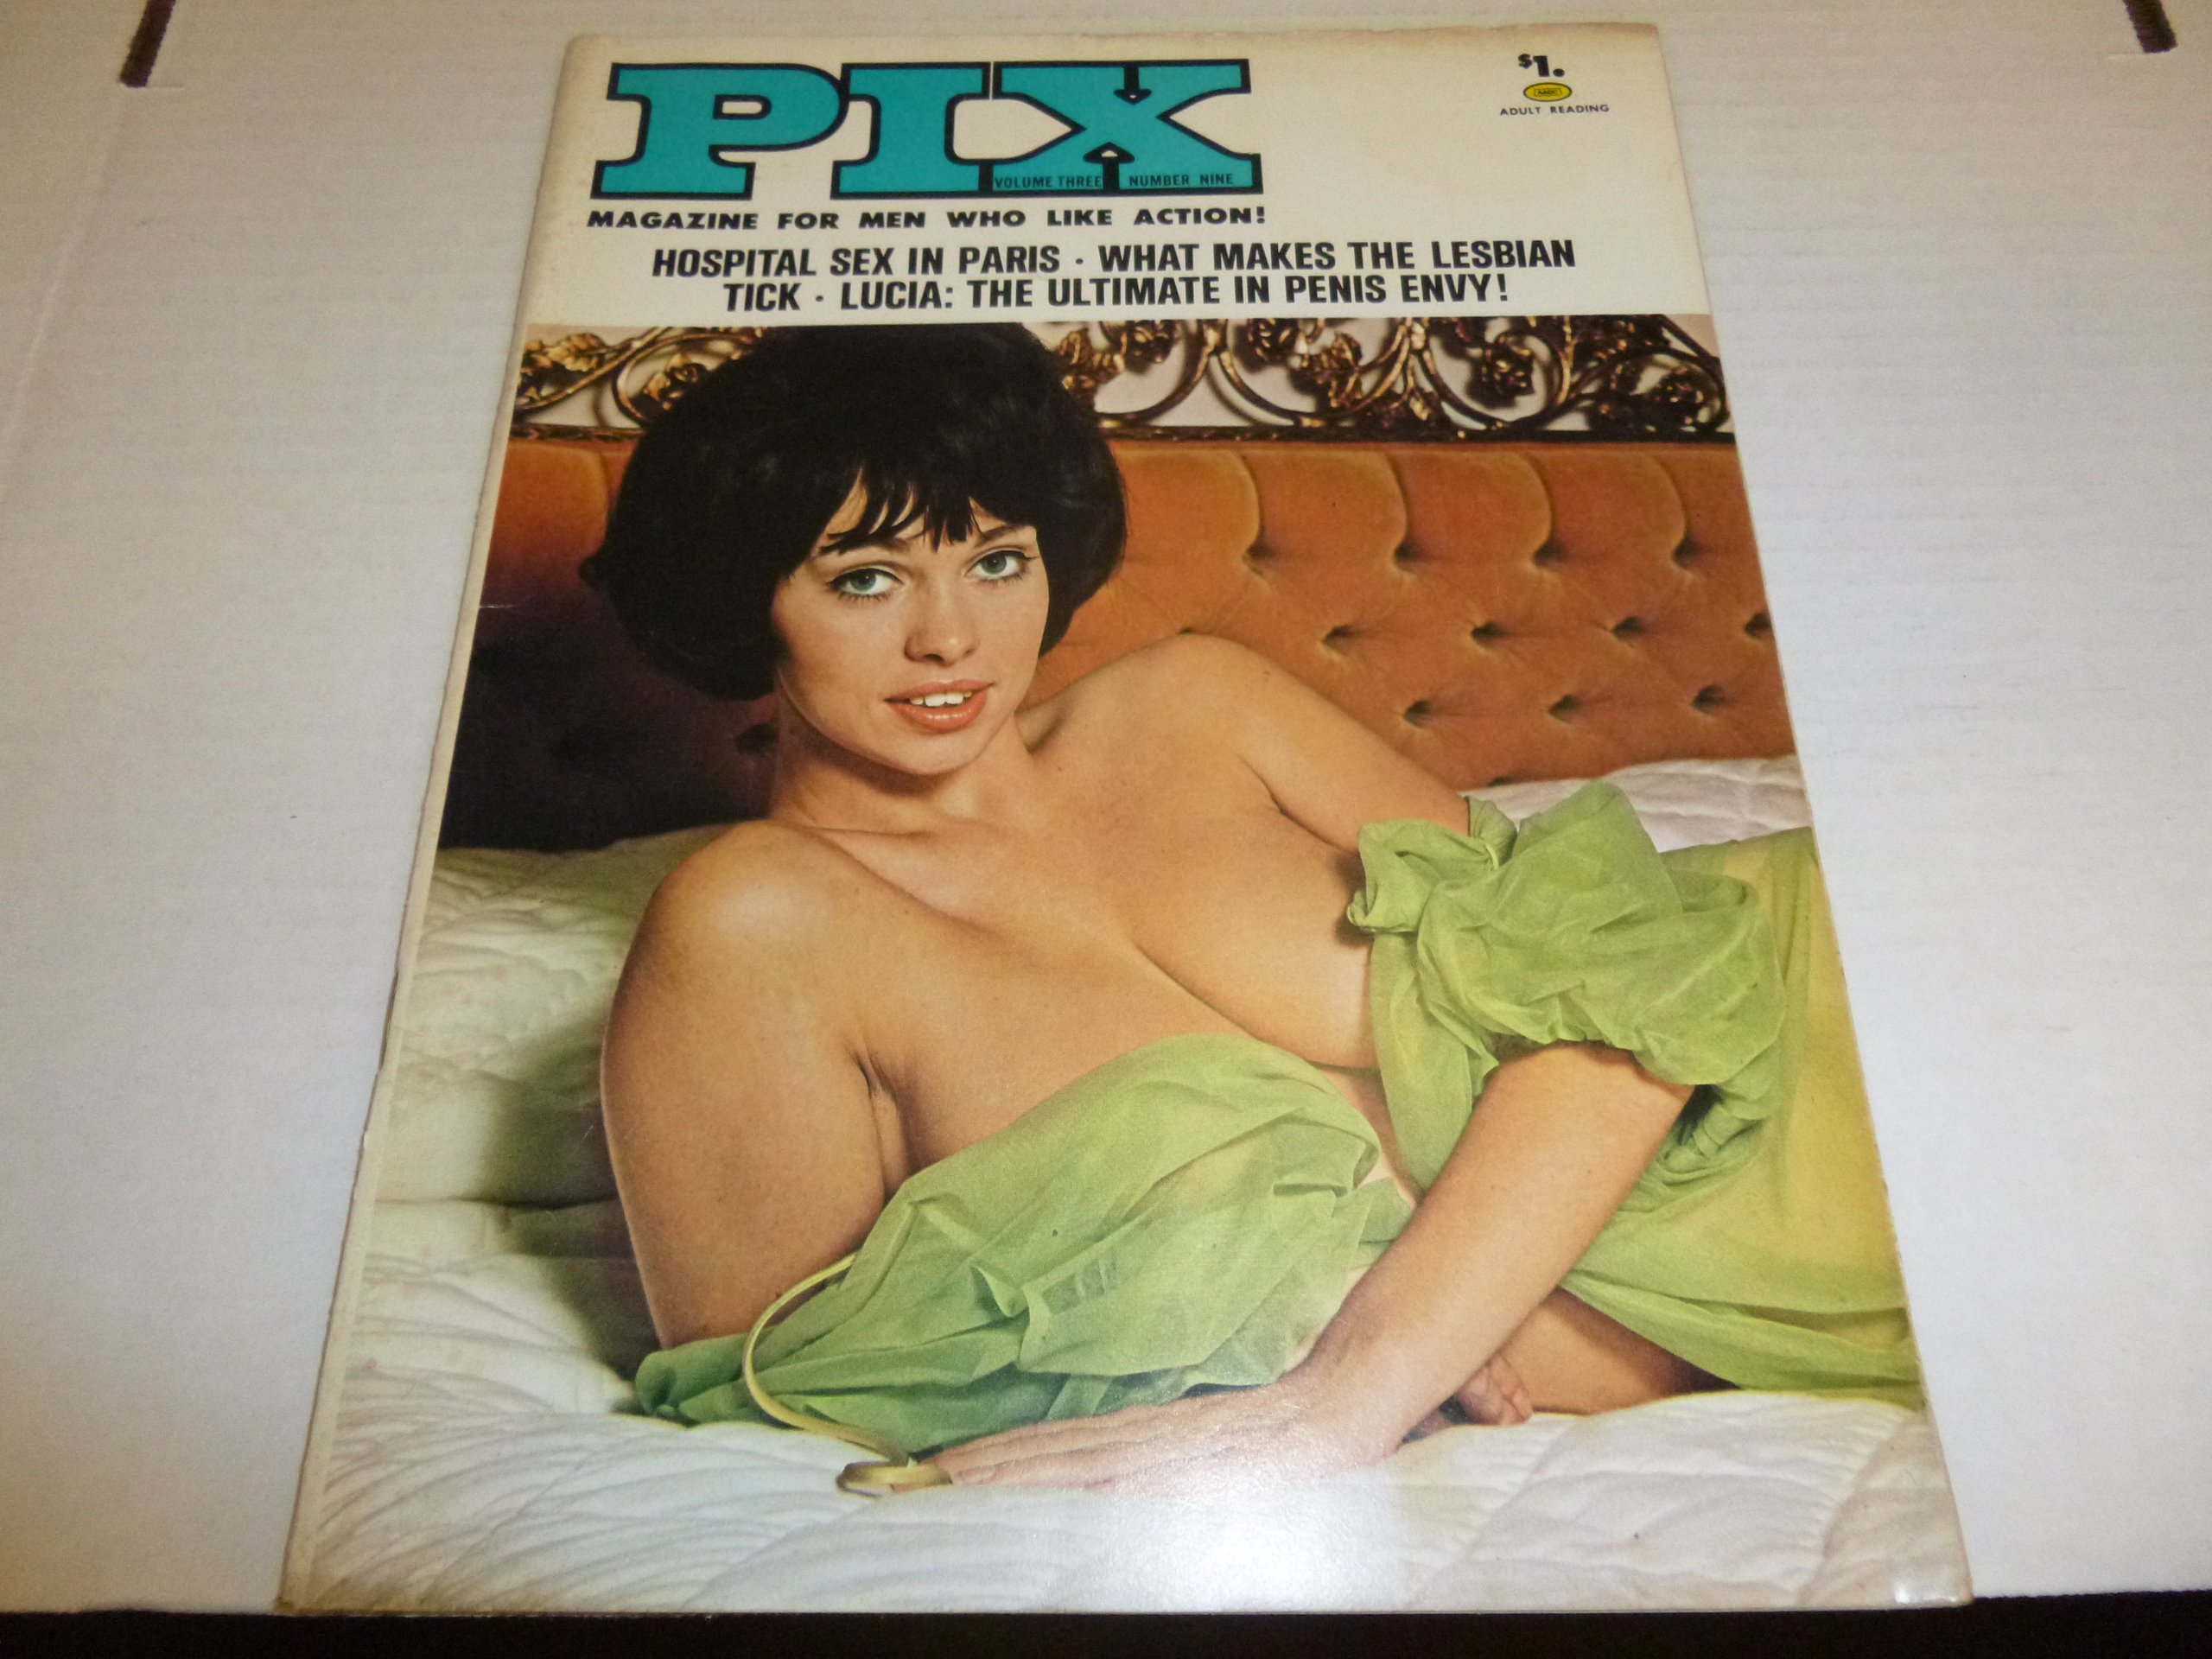 PIX
$1.
ADULT READING
VOLUME THREE NUMBER NINE
MAGAZINE FOR MEN WHO LIKE ACTION!
HOSPITAL SEX IN PARIS · WHAT MAKES THE LESBIAN
TICK · LUCIA: THE ULTIMATE IN PENIS ENVY!